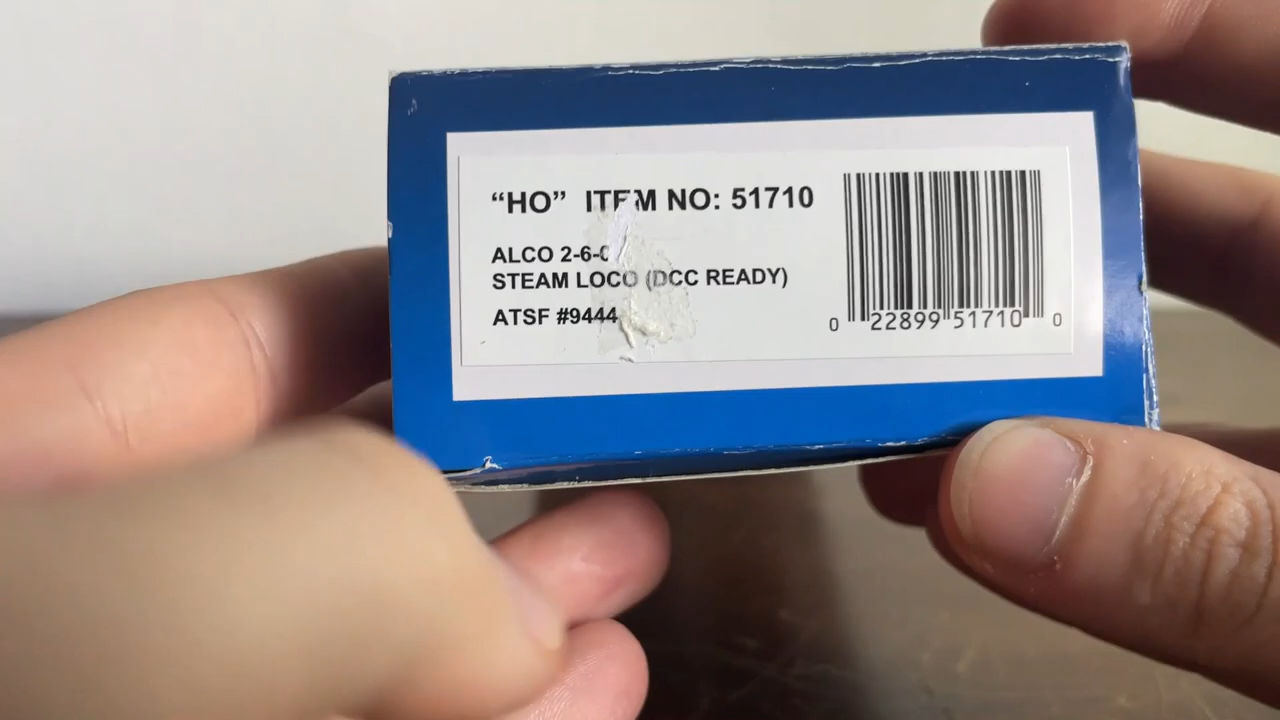 “HO” ITEM NO: 51710
ALCO 2-6-0
STEAM LOCO (DCC READY)
ATSF #9444
0 22899 51710 0